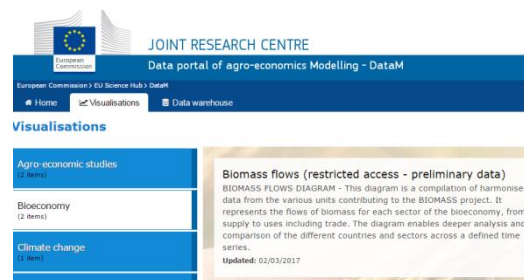 European
Commission
JOINT RESEARCH CENTRE
Data portal of agro-economics Modelling - DataM
European Commission > EU Science Hub > DataM
Home
Visualisations
Data warehouse
Visualisations
Agro-economic studies
(2 items)
Bioeconomy
(2 items)
Climate change
(1 item)
Biomass flows (restricted access - preliminary data)
BIOMASS FLOWS DIAGRAM - This diagram is a compilation of harmonise
data from the various units contributing to the BIOMASS project. It
represents the flows of biomass for each sector of the bioeconomy, from
supply to uses including trade. The diagram enables deeper analysis and
comparison of the different countries and sectors across a defined time
series.
Updated: 02/03/2017